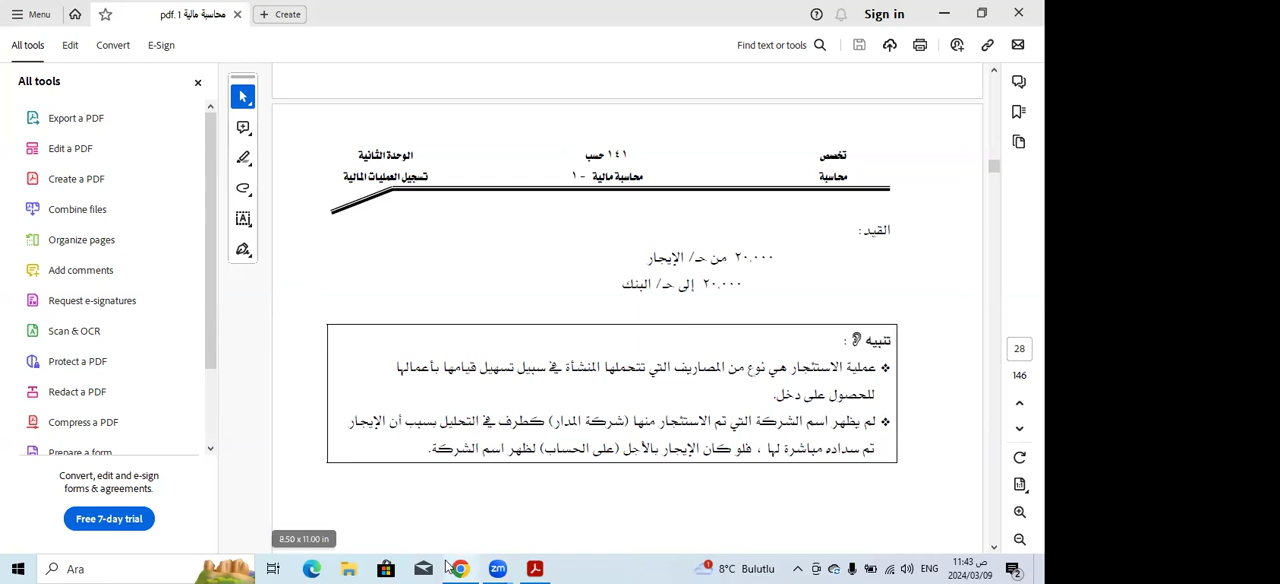 Menu
محاسبة مالية 1.pdf
Create
Sign in
All tools
Edit
Convert
E-Sign
Find text or tools
All tools
Export a PDF
Edit a PDF
Create a PDF
Combine files
Organize pages
Add comments
Request e-signatures
Scan & OCR
Protect a PDF
Redact a PDF
Compress a PDF
Prepare a form
Convert, edit and e-sign
forms & agreements.
Free 7-day trial
تخصص
١٤١ حسب
الوحدة الثانية
محاسبة
محاسبة مالية - ١
تسجيل العمليات المالية
القيد:
٢٠,٠٠٠ من حـ/ الإيجار
٢٠,٠٠٠ إلى حـ/ البنك
تنبيه :
عملية الاستئجار هي نوع من المصاريف التي تتحملها المنشأة في سبيل تسهيل قيامها بأعمالها
للحصول على دخل.
لم يظهر اسم الشركة التي تم الاستئجار منها (شركة المدار) كطرف في التحليل بسبب أن الإيجار
تم سداده مباشرة لها ، فلو كان الإيجار بالأجل (على الحساب) لظهر اسم الشركة.
28
146
8.50 x 11.00 in
Ara
zm
8°C Bulutlu
ENG
11:43 ص
2024/03/09
2